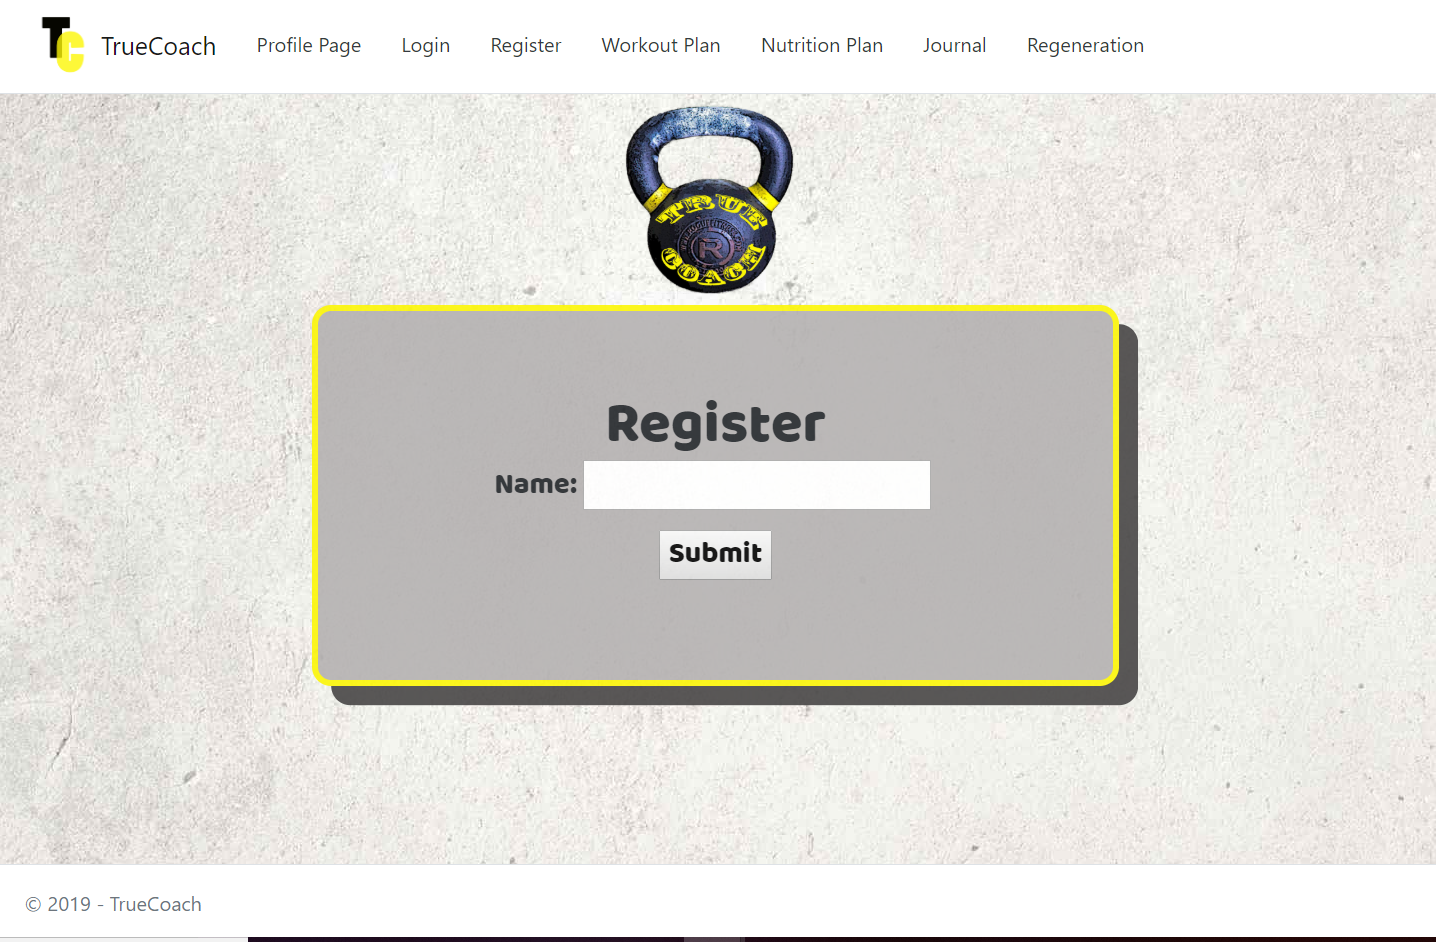 TC
TrueCoach
Profile Page
Login
Register
Workout Plan
Nutrition Plan
Journal
Regeneration
TRUE
R
COACH
Register
Name:
Submit
© 2019 - TrueCoach